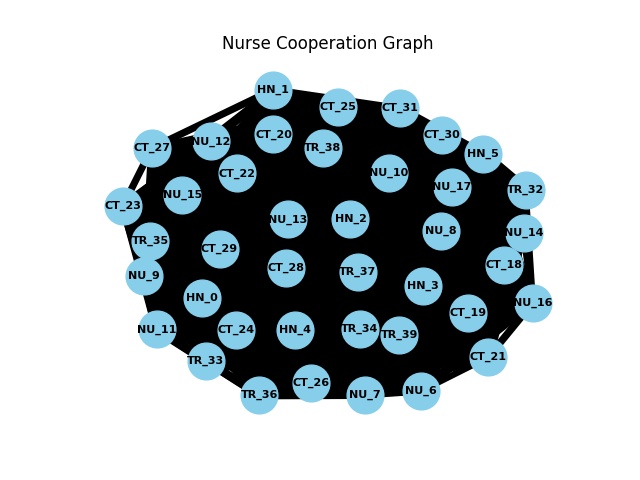 Nurse Cooperation Graph
HN_1
CT_25
CT_31
CT_20
CT_30
NU_12
CT_27
TR_38
HN_5
CT_22
NU_10
NU_17
TR_32
NU_15
CT_23
NU_13
HN_2
NU_8
NU_14
TR_35
CT_29
CT_18
CT_28
TR_37
NU_9
HN_3
HN_0
NU_16
CT_19
NU_11
CT_24
HN_4
TR_34
TR_39
CT_21
TR_33
CT_26
NU_6
TR_36
NU_7